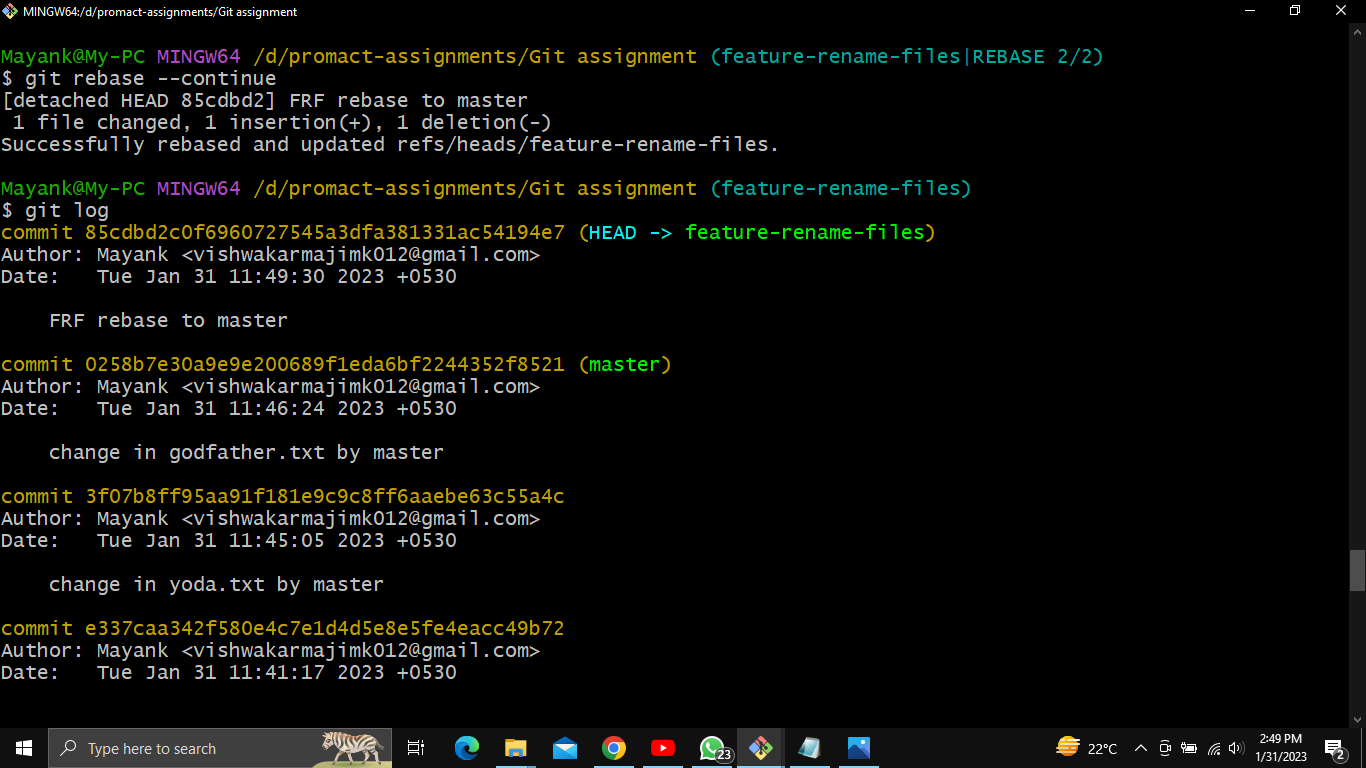 MINGW64:/d/promact-assignments/Git assignment
Mayank@My-PC MINGW64 /d/promact-assignments/Git assignment (feature-rename-files|REBASE 2/2)
$ git rebase --continue
[detached HEAD 85cdbd2] FRF rebase to master
 1 file changed, 1 insertion(+), 1 deletion(-)
Successfully rebased and updated refs/heads/feature-rename-files.
Mayank@My-PC MINGW64 /d/promact-assignments/Git assignment (feature-rename-files)
$ git log
commit 85cdbd2c0f6960727545a3dfa381331ac54194e7 (HEAD -> feature-rename-files)
Author: Mayank <vishwakarmajimk012@gmail.com>
Date:   Tue Jan 31 11:49:30 2023 +0530
    FRF rebase to master
commit 0258b7e30a9e9e200689f1eda6bf2244352f8521 (master)
Author: Mayank <vishwakarmajimk012@gmail.com>
Date:   Tue Jan 31 11:46:24 2023 +0530
    change in godfather.txt by master
commit 3f07b8ff95aa91f181e9c9c8ff6aaebe63c55a4c
Author: Mayank <vishwakarmajimk012@gmail.com>
Date:   Tue Jan 31 11:45:05 2023 +0530
    change in yoda.txt by master
commit e337caa342f580e4c7e1d4d5e8e5fe4eacc49b72
Author: Mayank <vishwakarmajimk012@gmail.com>
Date:   Tue Jan 31 11:41:17 2023 +0530
Type here to search
23
22°C
2:49 PM
1/31/2023
2